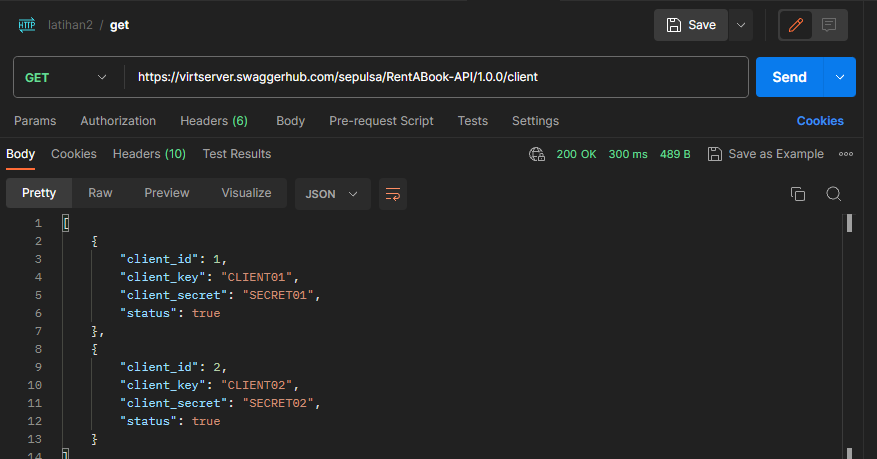 HTTP latihan2 / get Save
GET https://virtserver.swaggerhub.com/sepulsa/RentABook-API/1.0.0/client Send
Params Authorization Headers (6) Body Pre-request Script Tests Settings Cookies
Body Cookies Headers (10) Test Results 200 OK 300 ms 489 B Save as Example
Pretty Raw Preview Visualize JSON
1 [
2 {
3 "client_id": 1,
4 "client_key": "CLIENT01",
5 "client_secret": "SECRET01",
6 "status": true
7 },
8 {
9 "client_id": 2,
10 "client_key": "CLIENT02",
11 "client_secret": "SECRET02",
12 "status": true
13 }
14 ]